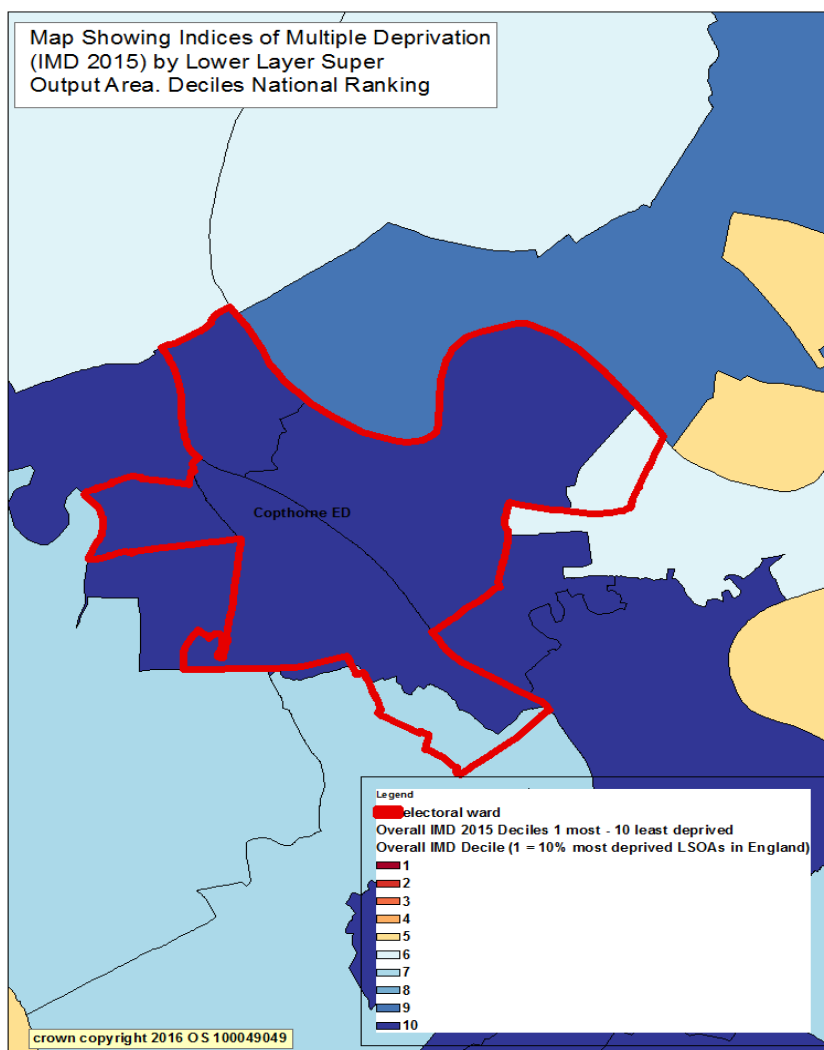 Map Showing Indices of Multiple Deprivation
(IMD 2015) by Lower Layer Super
Output Area. Deciles National Ranking
Copthorne ED
Legend
electoral ward
Overall IMD 2015 Deciles 1 most - 10 least deprived
Overall IMD Decile (1 = 10% most deprived LSOAs in England)
1
2
3
4
5
6
7
8
9
10
crown copyright 2016 OS 100049049